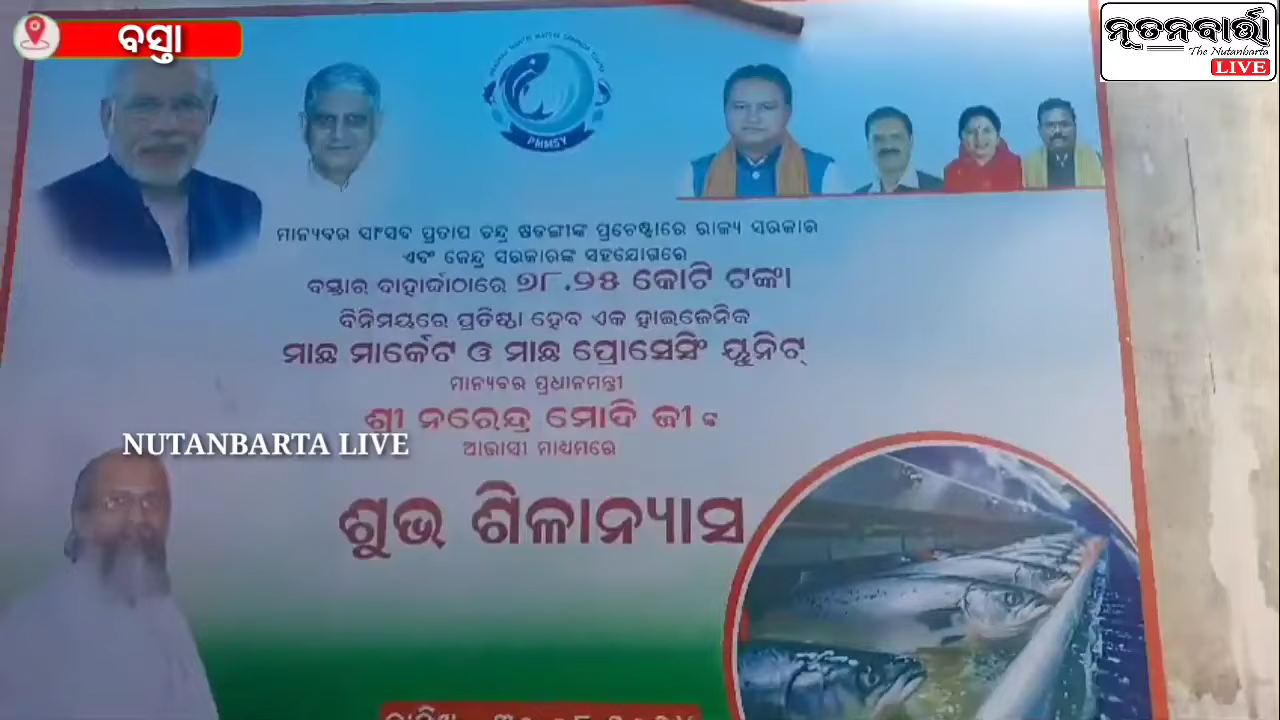 ବସ୍ତା
ନୂତନବାର୍ତ୍ତା
The Nutanbarta
LIVE
PMMSY
ମାନ୍ୟବର ସାଂସଦ ପ୍ରତାପ ଚନ୍ଦ୍ର ଷଡଙ୍ଗୀଙ୍କ ପ୍ରଚେଷ୍ଟାରେ ରାଜ୍ୟ ସରକାର
ଏବଂ କେନ୍ଦ୍ର ସରକାରଙ୍କ ସହଯୋଗରେ
ବସ୍ତାର ବାହାର୍ଦ୍ଦାଠାରେ ୭୮.୨୫ କୋଟି ଟଙ୍କା
ବିନିମୟରେ ପ୍ରତିଷ୍ଠା ହେବ ଏକ ହାଇଜେନିକ
ମାଛ ମାର୍କେଟ ଓ ମାଛ ପ୍ରୋସେସିଂ ୟୁନିଟ୍
ମାନ୍ୟବର ପ୍ରଧାନମନ୍ତ୍ରୀ
ଶ୍ରୀ ନରେନ୍ଦ୍ର ମୋଦି ଜୀ ଙ୍କ
NUTANBARTA LIVE
ଆଭାସୀ ମାଧ୍ୟମରେ
ଶୁଭ ଶିଳାନ୍ୟାସ